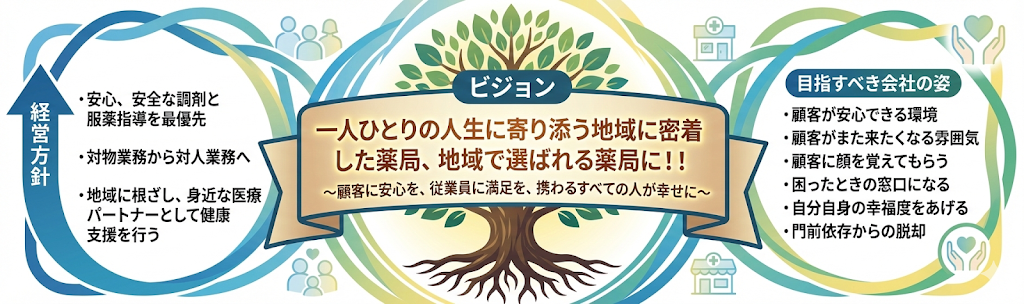 経営方針
・安心、安全な調剤と
服薬指導を最優先
・対物業務から対人業務へ
・地域に根ざし、身近な医療
パートナーとして健康
支援を行う
ビジョン
一人ひとりの人生に寄り添う地域に密着
した薬局、地域で選ばれる薬局に!!
〜顧客に安心を、従業員に満足を、携わるすべての人が幸せに〜
目指すべき会社の姿
・顧客が安心できる環境
・顧客がまた来たくなる雰囲気
・顧客に顔を覚えてもらう
・困ったときの窓口になる
・自分自身の幸福度をあげる
・門前依存からの脱却